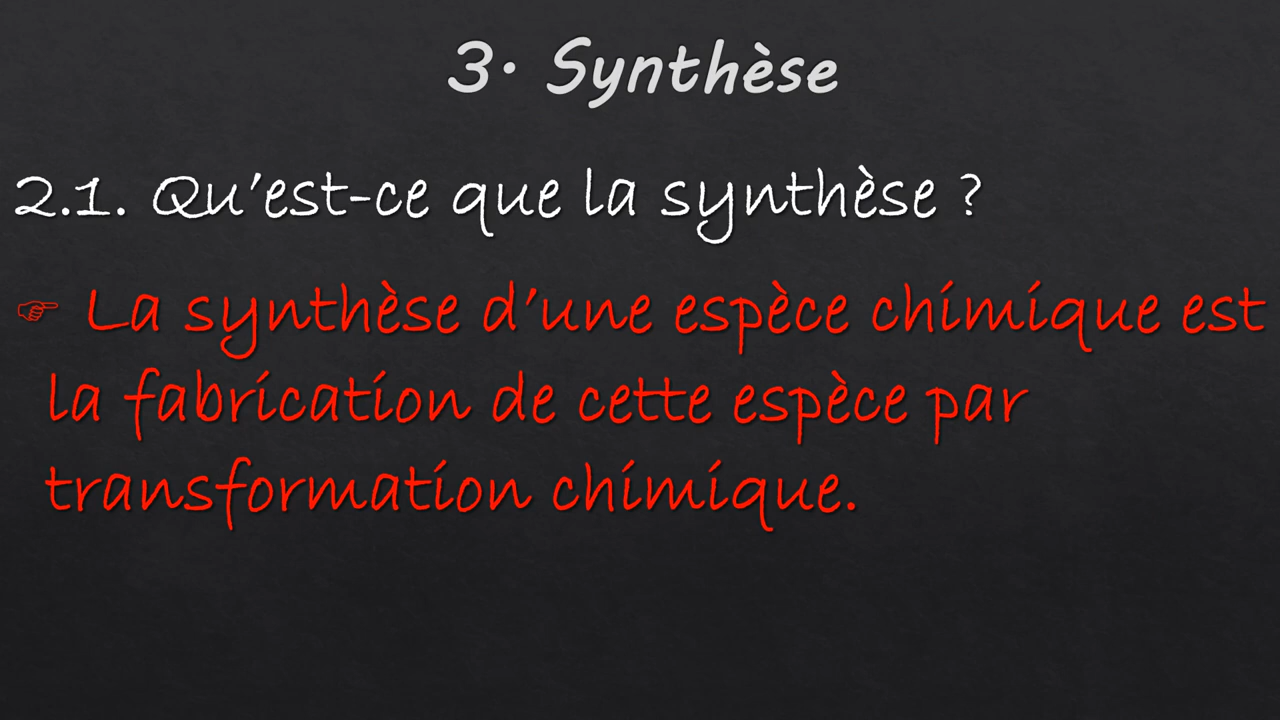 3. Synthèse
2.1. Qu'est-ce que la synthèse ?
☞ La synthèse d'une espèce chimique est
la fabrication de cette espèce par
transformation chimique.